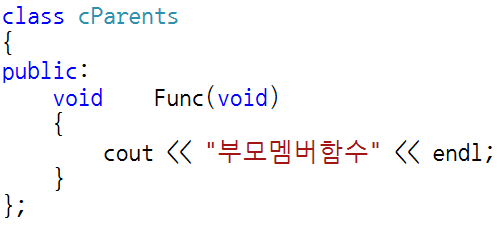 class cParents
{
public:
    void    Func(void)
    {
        cout << "부모멤버함수" << endl;
    }
};